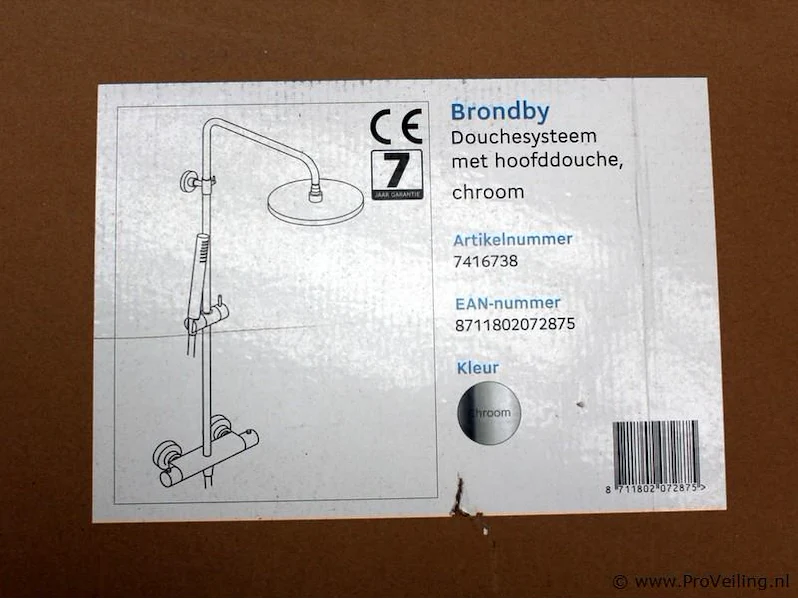 Brondby
Douchesysteem
met hoofddouche,
chroom
CE
7
JAAR GARANTIE
Artikelnummer
7416738
EAN-nummer
8711802072875
Kleur
Chroom
8 711802 072875 >
© www.ProVeiling.nl